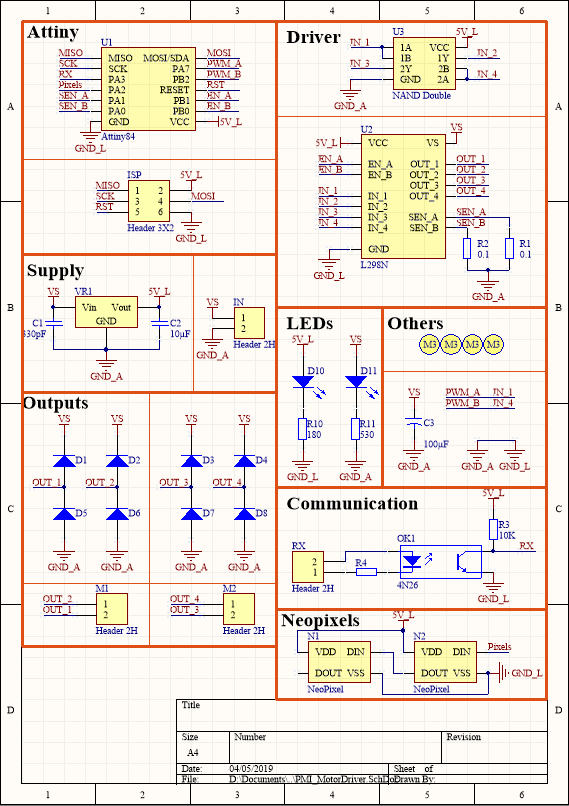 1 2 3 4 5 6
Attiny
U1
MISO MISO MOSI/SDA MOSI
SCK SCK PA7 PWM_A
RX PA3 PB2 PWM_B
Pixels PA2 RESET RST
SEN_A PA1 PB1 EN_A
SEN_B PA0 PB0 EN_B
GND VCC 5V_L
Attiny84
GND_L
ISP
5V_L
MISO 1 2
SCK 3 4 MOSI
RST 5 6
Header 3X2
GND_L
Driver
U3
5V_L
IN_1 1A VCC
1B 1Y IN_2
IN_3 2Y 2B
GND 2A IN_4
NAND Double
GND_A
U2
VS
5V_L VCC VS
EN_A EN_A OUT_1 OUT_1
EN_B EN_B OUT_2 OUT_2
OUT_3 OUT_3
IN_1 IN_1 OUT_4 OUT_4
IN_2 IN_2
IN_3 IN_3 SEN_A SEN_A
IN_4 IN_4 SEN_B SEN_B
GND
L298N
GND_L
R2
0.1
R1
0.1
GND_A
Supply
VS VR1 5V_L
Vin Vout
GND
C1
330pF
C2
10µF
GND_A
VS IN
1
2
Header 2H
GND_A
LEDs
5V_L VS
D10 D11
R10
180
R11
530
GND_L GND_A
Others
M3 M3 M3 M3
VS
C3
100µF
GND_A
PWM_A IN_1
PWM_B IN_4
GND_A GND_L
Outputs
VS VS VS VS
D1 D2 D3 D4
OUT_1 OUT_2 OUT_3 OUT_4
D5 D6 D7 D8
GND_A GND_A GND_A GND_A
M1
OUT_2 1
OUT_1 2
Header 2H
M2
OUT_4 1
OUT_3 2
Header 2H
Communication
5V_L
R3
10K
RX
RX
2
1
Header 2H
R4
OK1
4N26
GND_L
Neopixels
5V_L
N1 N2
VDD DIN VDD DIN Pixels
DOUT VSS DOUT VSS GND_L
NeoPixel NeoPixel
A A
B B
C C
D D
Title
Size Number Revision
A4
Date: 04/05/2019 Sheet of
File: D:\Documents\..\PMI_MotorDriver.SchDo Drawn By:
1 2 3 4 5 6